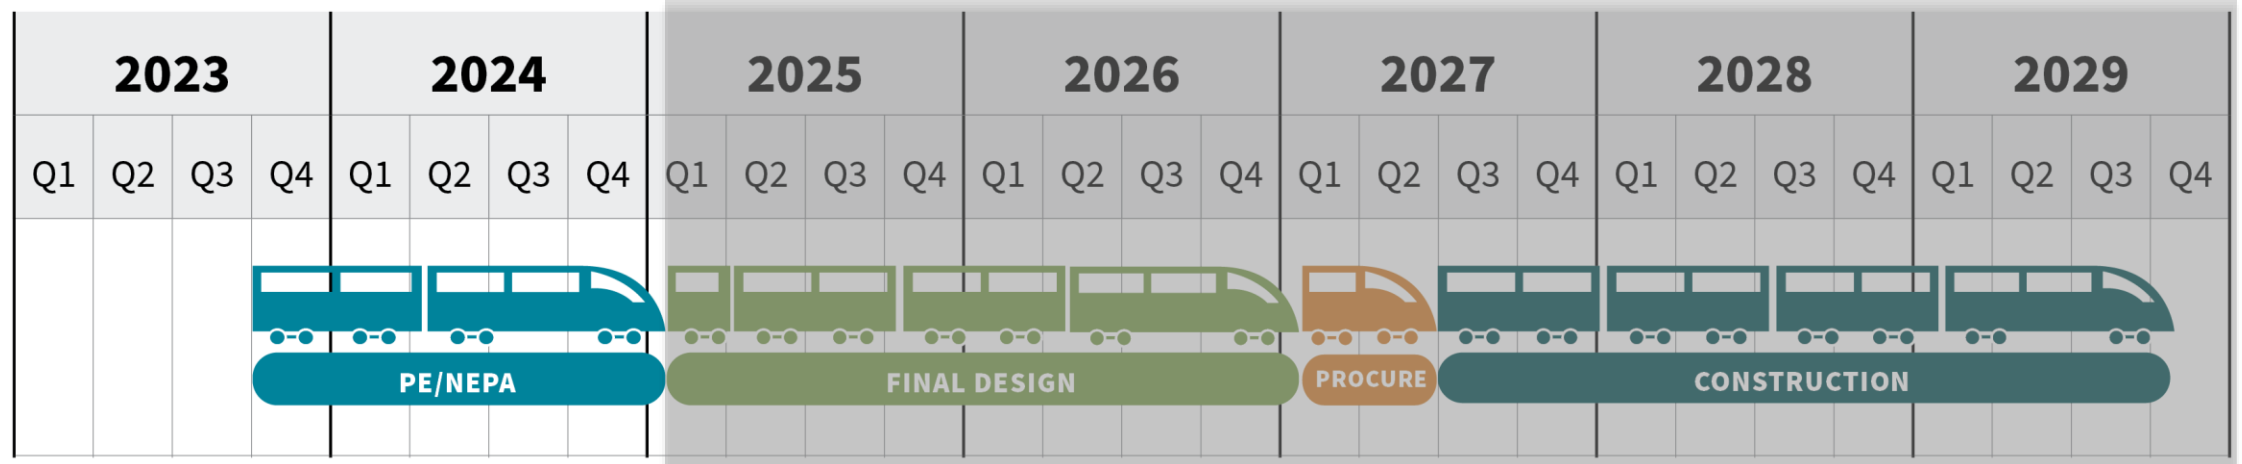 2023 2024 2025 2026 2027 2028 2029
Q1 Q2 Q3 Q4 Q1 Q2 Q3 Q4 Q1 Q2 Q3 Q4 Q1 Q2 Q3 Q4 Q1 Q2 Q3 Q4 Q1 Q2 Q3 Q4 Q1 Q2 Q3 Q4
PE/NEPA FINAL DESIGN PROCURE CONSTRUCTION